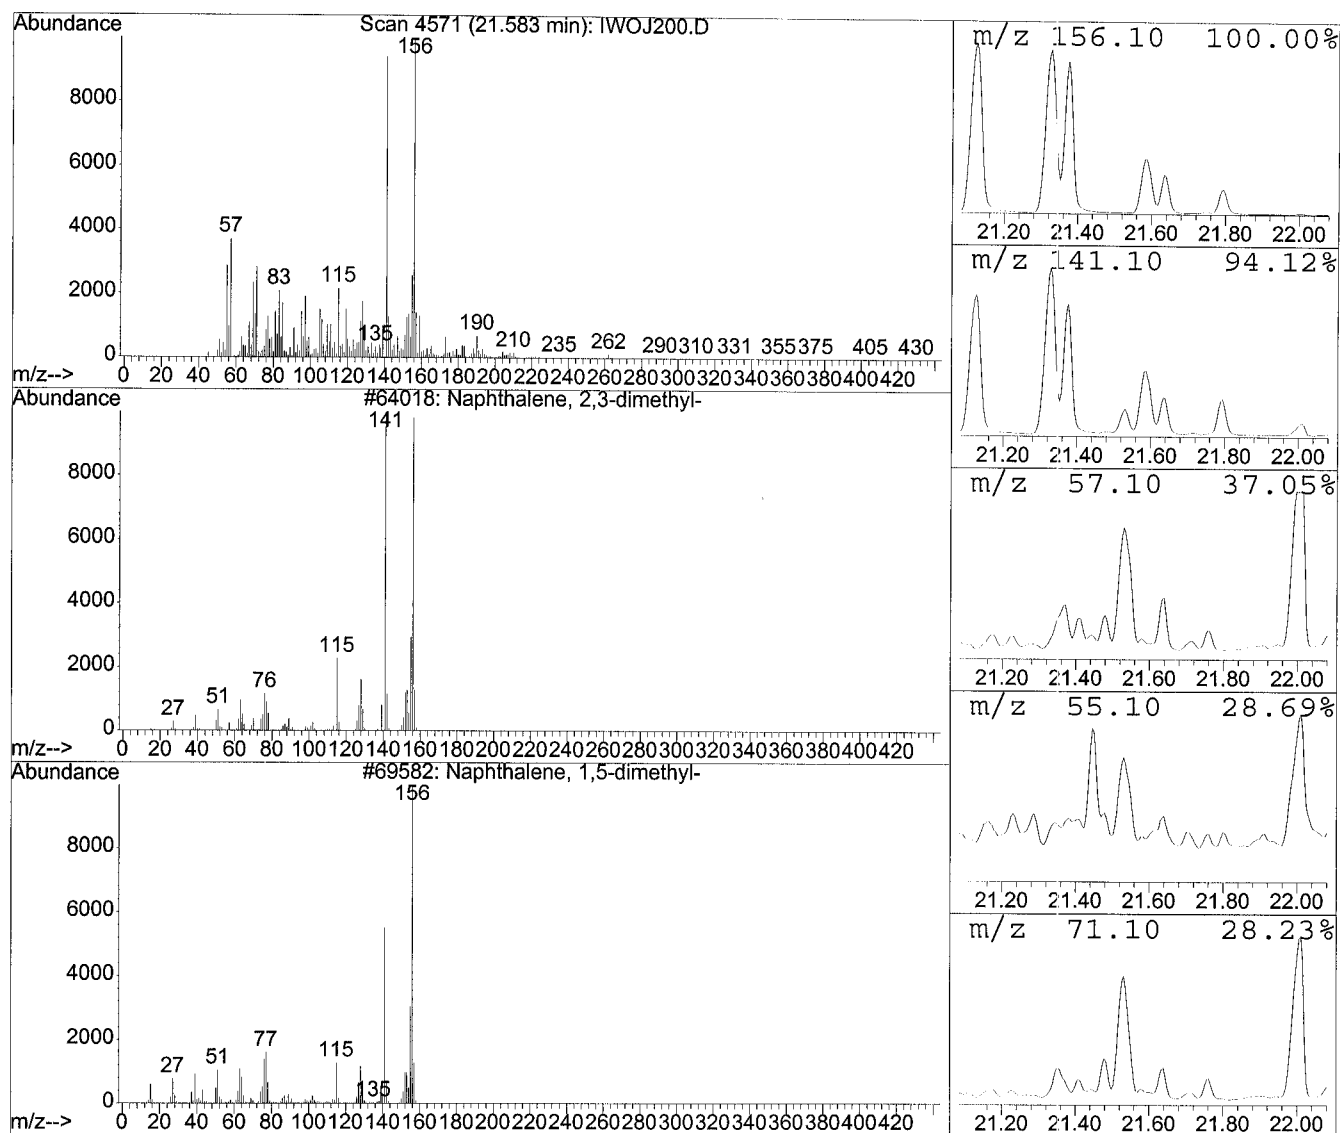 Abundance
Scan 4571 (21.583 min): IWOJ200.D
156
8000
6000
4000
57
83
115
2000
135
190
210
235
262
290 310 331
355375
405
430
0
m/z-->
0 20 40 60 80 100 120 140 160 180 200 220 240 260 280 300 320 340 360 380 400 420
Abundance
#64018: Naphthalene, 2,3-dimethyl-
141
8000
6000
4000
115
2000
76
51
27
0
m/z-->
0 20 40 60 80 100 120 140 160 180 200 220 240 260 280 300 320 340 360 380 400 420
Abundance
#69582: Naphthalene, 1,5-dimethyl-
156
8000
6000
4000
2000
77
27
51
115
135
0
m/z-->
0 20 40 60 80 100 120 140 160 180 200 220 240 260 280 300 320 340 360 380 400 420
m/z 156.10 100.00%
21.20 21.40 21.60 21.80 22.00
m/z 141.10 94.12%
21.20 21.40 21.60 21.80 22.00
m/z 57.10 37.05%
21.20 21.40 21.60 21.80 22.00
m/z 55.10 28.69%
21.20 21.40 21.60 21.80 22.00
m/z 71.10 28.23%
21.20 21.40 21.60 21.80 22.00